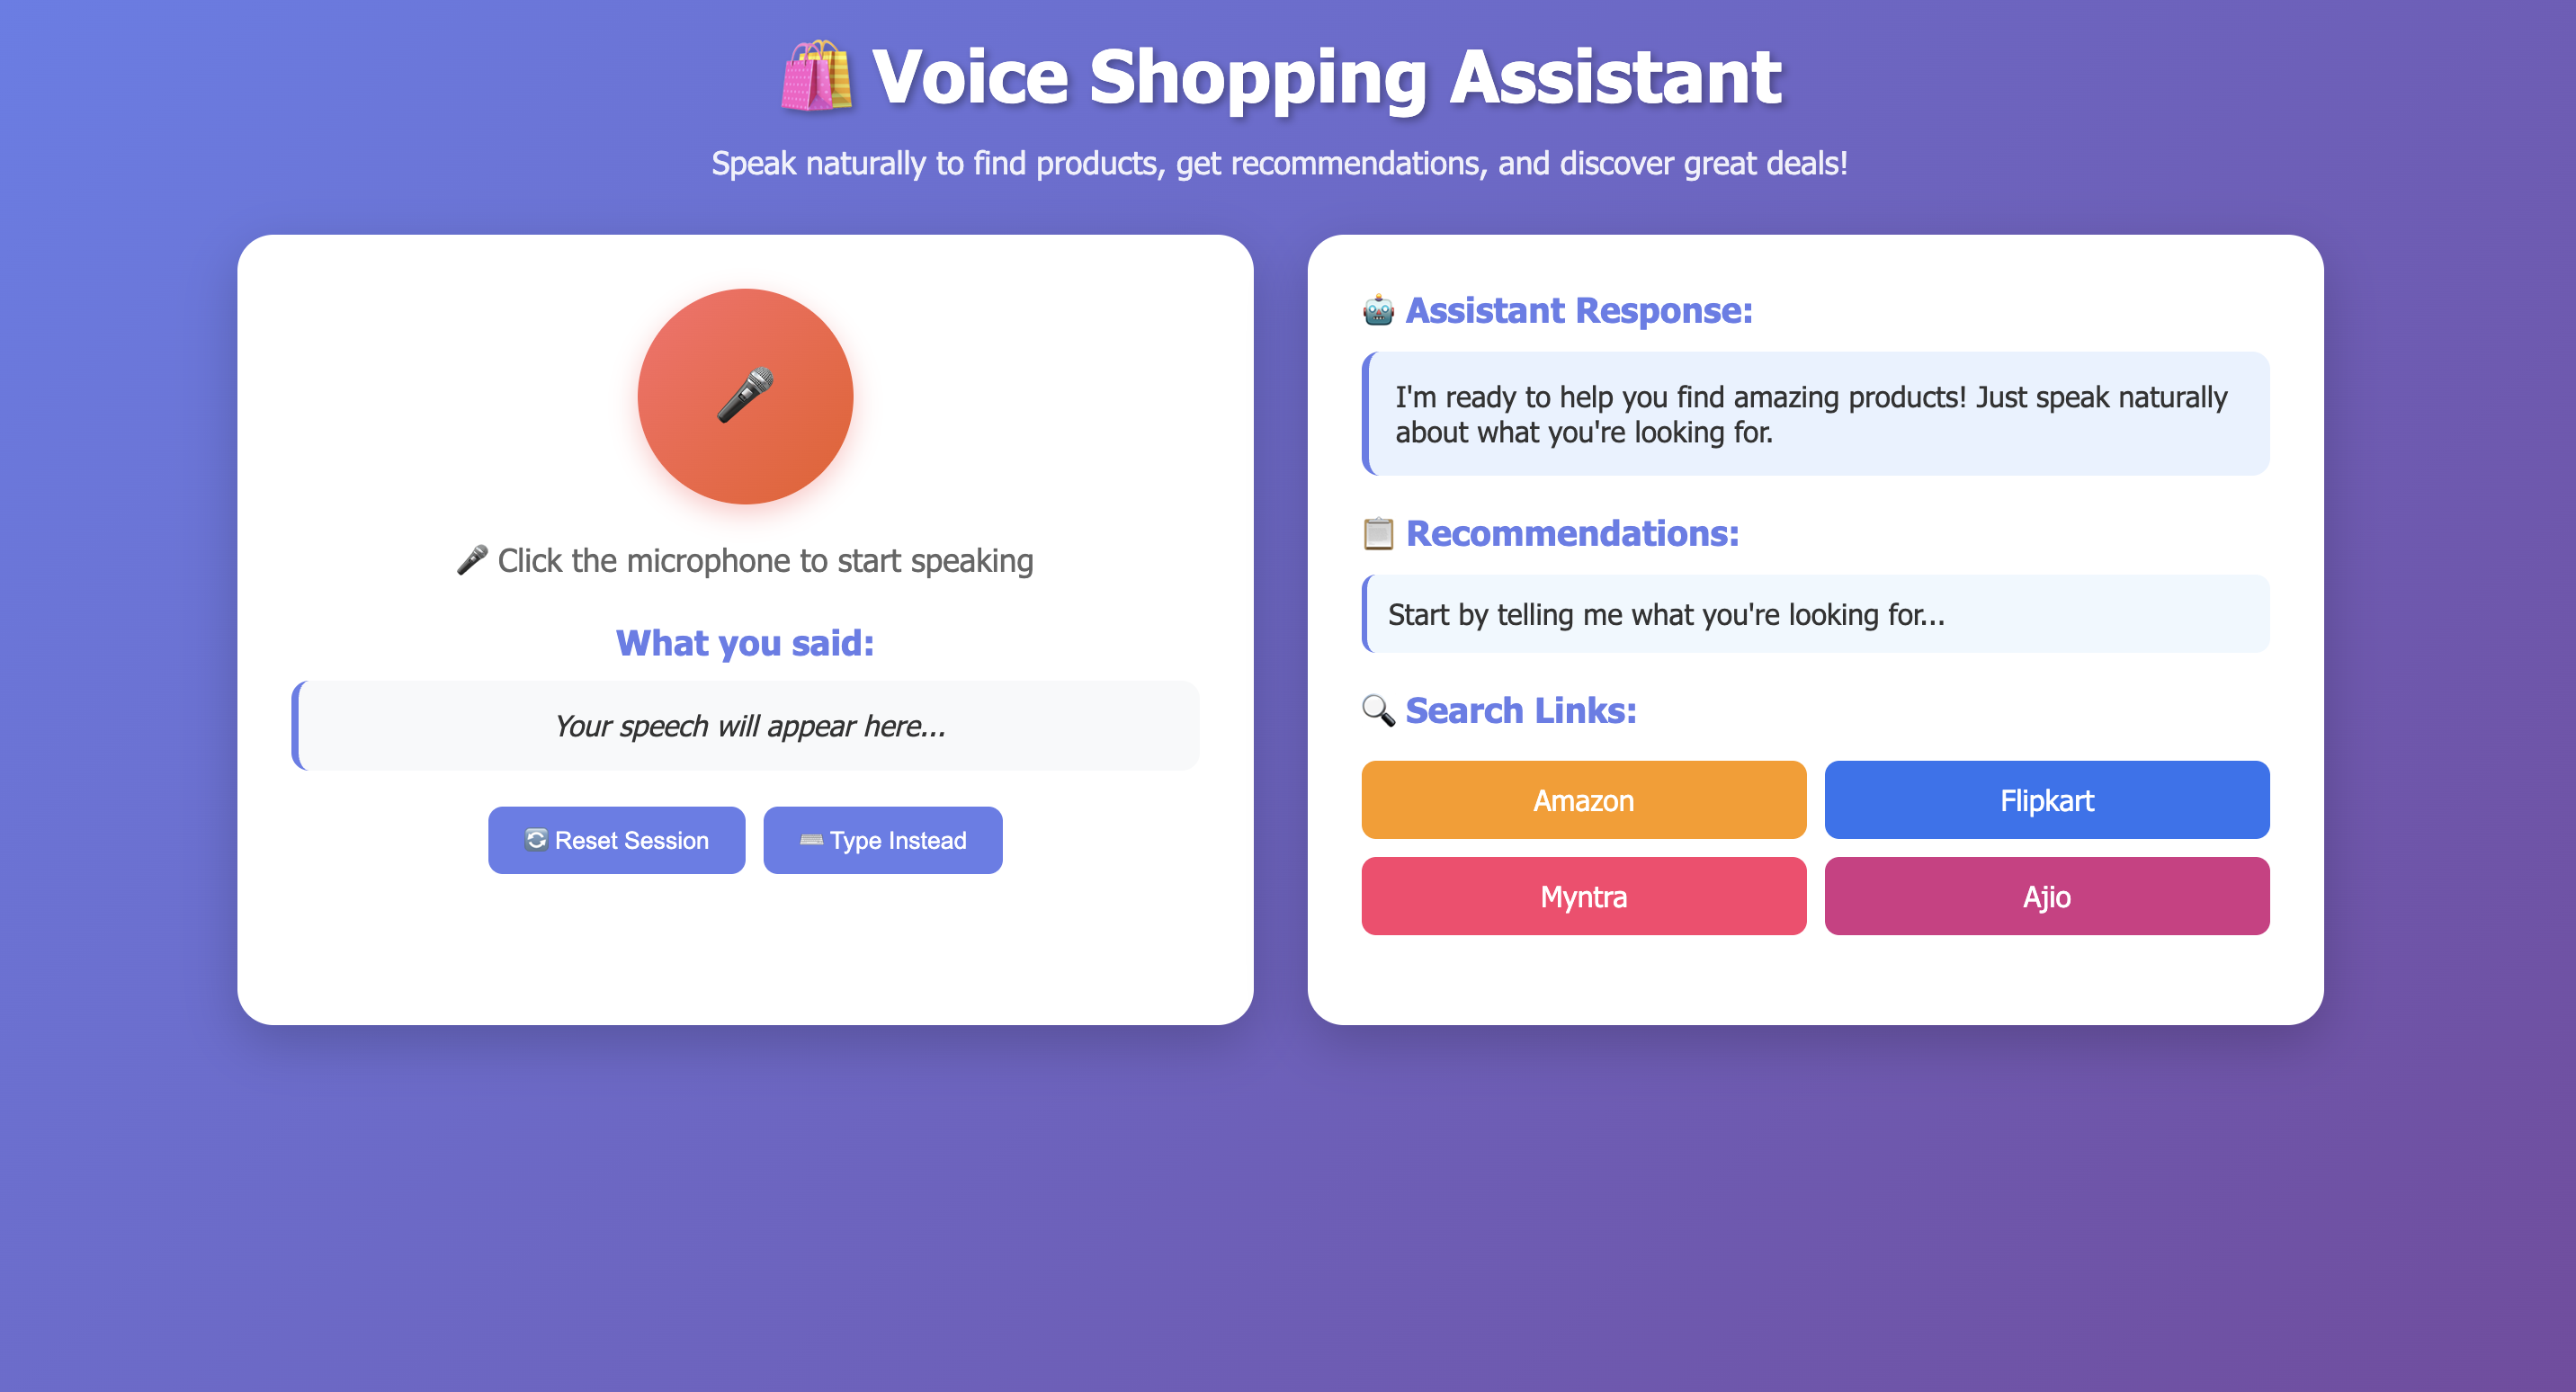 Voice Shopping Assistant
Speak naturally to find products, get recommendations, and discover great deals!
Click the microphone to start speaking
What you said:
Your speech will appear here...
Reset Session
Type Instead
Assistant Response:
I'm ready to help you find amazing products! Just speak naturally
about what you're looking for.
Recommendations:
Start by telling me what you're looking for...
Search Links:
Amazon
Flipkart
Myntra
Ajio